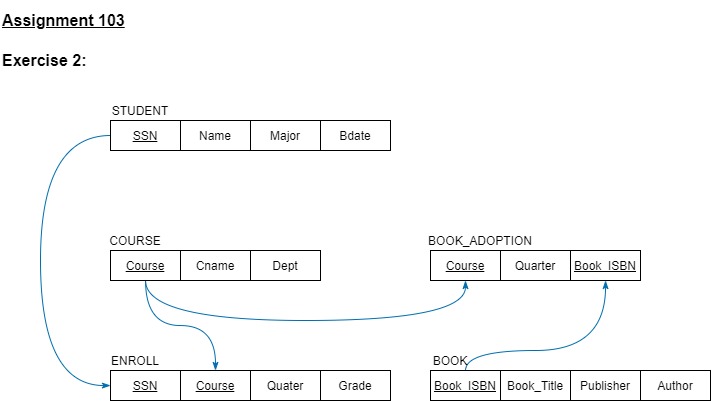 Assignment 103
Exercise 2:
STUDENT
SSN Name Major Bdate
COURSE
Course Cname Dept
BOOK_ADOPTION
Course Quarter Book_ISBN
ENROLL
SSN Course Quater Grade
BOOK
Book_ISBN Book_Title Publisher Author